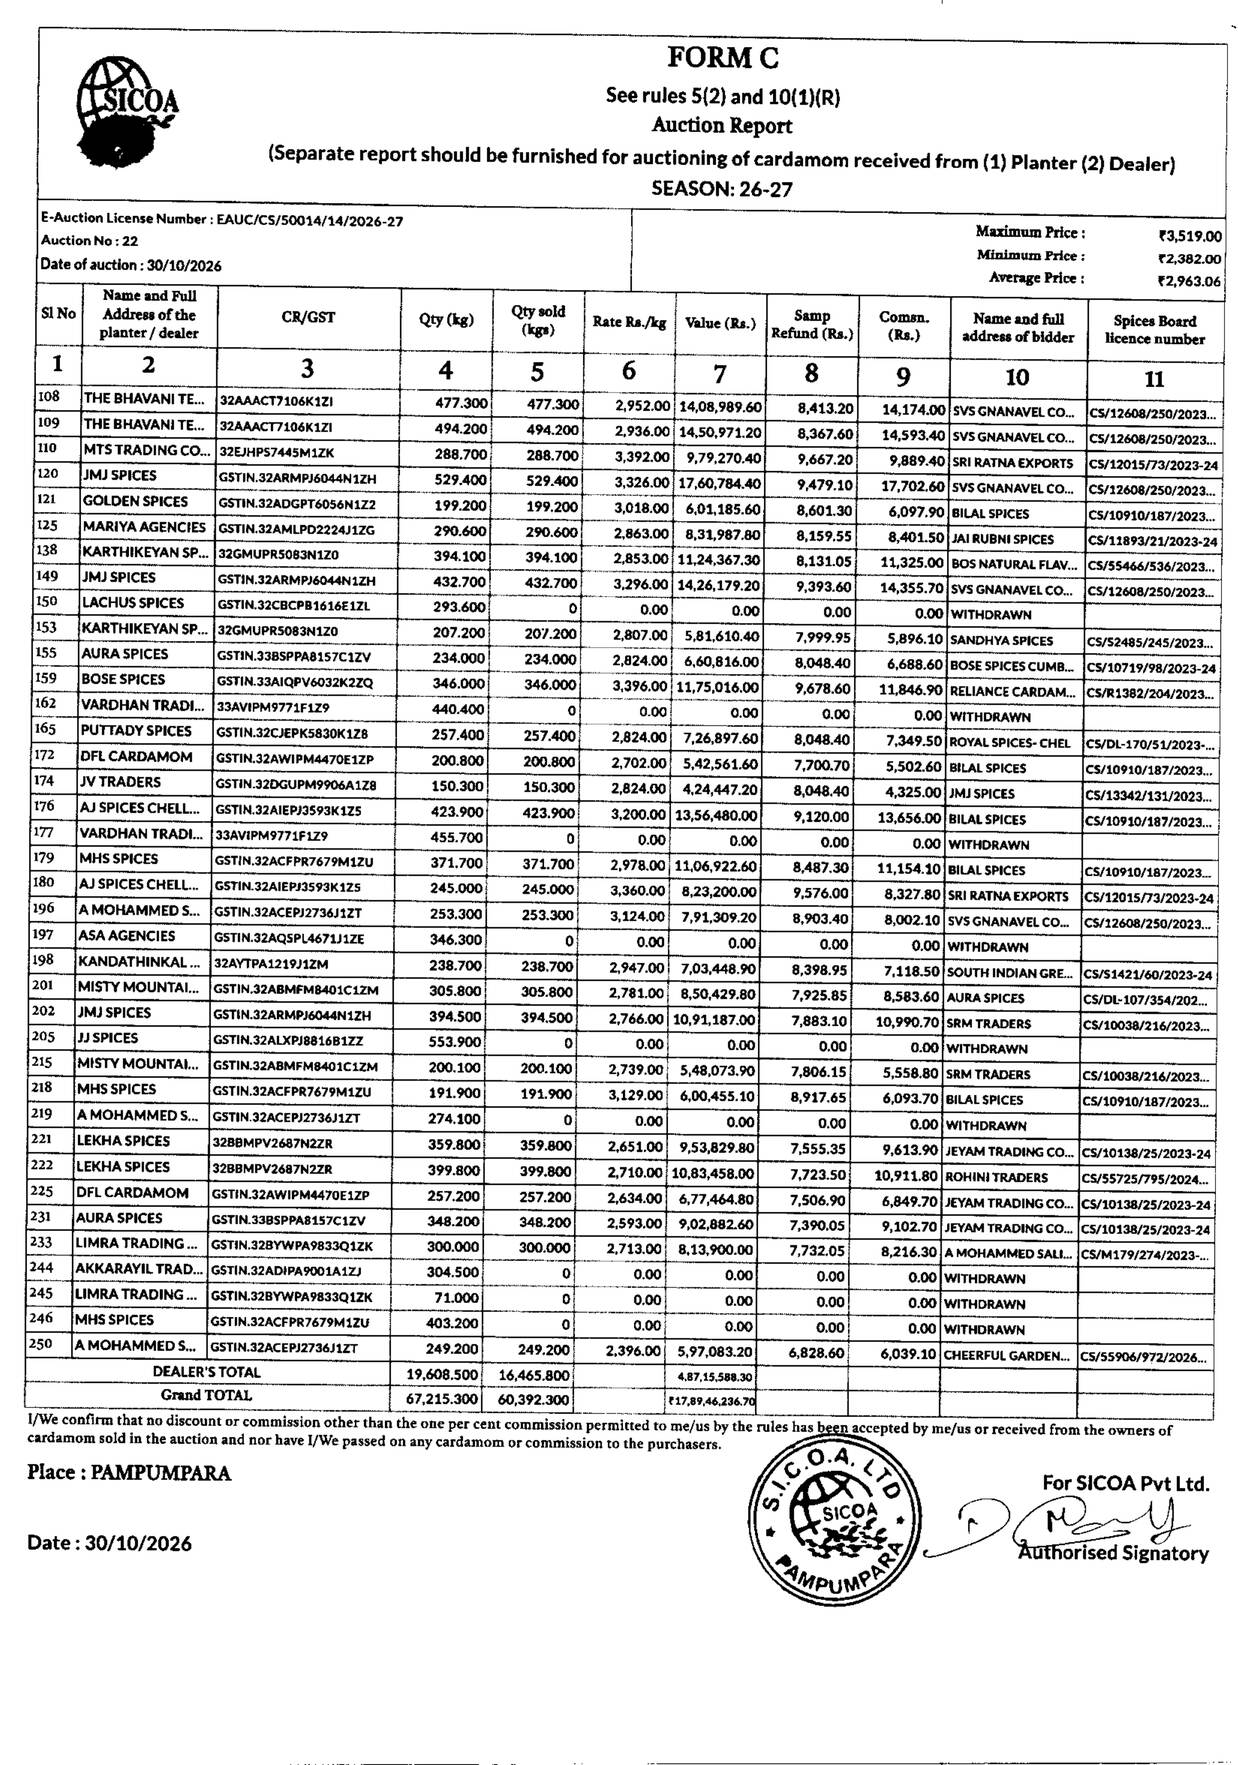 SICOA
FORM C
See rules 5(2) and 10(1)(R)
Auction Report
(Separate report should be furnished for auctioning of cardamom received from (1) Planter (2) Dealer)
SEASON: 26-27
E-Auction License Number : EAUC/CS/50014/14/2026-27
Auction No : 22
Date of auction : 30/10/2026
Maximum Price : ₹3,519.00
Minimum Price : ₹2,382.00
Average Price : ₹2,963.06
Sl No Name and Full Address of the planter / dealer CR/GST Qty (kg) Qty sold (kgs) Rate Rs./kg Value (Rs.) Samp Refund (Rs.) Comsn. (Rs.) Name and full address of bidder Spices Board licence number
1 2 3 4 5 6 7 8 9 10 11
108 THE BHAVANI TE... 32AAACT7106K1ZI 477.300 477.300 2,952.00 14,08,989.60 8,413.20 14,174.00 SVS GNANAVEL CO... CS/12608/250/2023...
109 THE BHAVANI TE... 32AAACT7106K1ZI 494.200 494.200 2,936.00 14,50,971.20 8,367.60 14,593.40 SVS GNANAVEL CO... CS/12608/250/2023...
110 MTS TRADING CO... 32EJHPS7445M1ZK 288.700 288.700 3,392.00 9,79,270.40 9,667.20 9,889.40 SRI RATNA EXPORTS CS/12015/73/2023-24
120 JMJ SPICES GSTIN.32ARMPJ6044N1ZH 529.400 529.400 3,326.00 17,60,784.40 9,479.10 17,702.60 SVS GNANAVEL CO... CS/12608/250/2023...
121 GOLDEN SPICES GSTIN.32ADGPT6056N1Z2 199.200 199.200 3,018.00 6,01,185.60 8,601.30 6,097.90 BILAL SPICES CS/10910/187/2023...
125 MARIYA AGENCIES GSTIN.32AMLPD2224J1ZG 290.600 290.600 2,863.00 8,31,987.80 8,159.55 8,401.50 JAI RUBNI SPICES CS/11893/21/2023-24
138 KARTHIKEYAN SP... 32GMUPR5083N1Z0 394.100 394.100 2,853.00 11,24,367.30 8,131.05 11,325.00 BOS NATURAL FLAV... CS/55466/536/2023...
149 JMJ SPICES GSTIN.32ARMPJ6044N1ZH 432.700 432.700 3,296.00 14,26,179.20 9,393.60 14,355.70 SVS GNANAVEL CO... CS/12608/250/2023...
150 LACHUS SPICES GSTIN.32CBCPB1616E1ZL 293.600 0 0.00 0.00 0.00 0.00 WITHDRAWN
153 KARTHIKEYAN SP... 32GMUPR5083N1Z0 207.200 207.200 2,807.00 5,81,610.40 7,999.95 5,896.10 SANDHYA SPICES CS/52485/245/2023...
155 AURA SPICES GSTIN.33BSPPA8157C1ZV 234.000 234.000 2,824.00 6,60,816.00 8,048.40 6,688.60 BOSE SPICES CUMB... CS/10719/98/2023-24
159 BOSE SPICES GSTIN.33AIQPV6032K2ZQ 346.000 346.000 3,396.00 11,75,016.00 9,678.60 11,846.90 RELIANCE CARDAM... CS/R1382/204/2023...
162 VARDHAN TRADI... 33AVIPM9771F1Z9 440.400 0 0.00 0.00 0.00 0.00 WITHDRAWN
165 PUTTADY SPICES GSTIN.32CJEPK5830K1Z8 257.400 257.400 2,824.00 7,26,897.60 8,048.40 7,349.50 ROYAL SPICES- CHEL CS/DL-170/51/2023-...
172 DFL CARDAMOM GSTIN.32AWIPM4470E1ZP 200.800 200.800 2,702.00 5,42,561.60 7,700.70 5,502.60 BILAL SPICES CS/10910/187/2023...
174 JV TRADERS GSTIN.32DGUPM9906A1Z8 150.300 150.300 2,824.00 4,24,447.20 8,048.40 4,325.00 JMJ SPICES CS/13342/131/2023...
176 AJ SPICES CHELL... GSTIN.32AIEPJ3593K1Z5 423.900 423.900 3,200.00 13,56,480.00 9,120.00 13,656.00 BILAL SPICES CS/10910/187/2023...
177 VARDHAN TRADI... 33AVIPM9771F1Z9 455.700 0 0.00 0.00 0.00 0.00 WITHDRAWN
179 MHS SPICES GSTIN.32ACFPR7679M1ZU 371.700 371.700 2,978.00 11,06,922.60 8,487.30 11,154.10 BILAL SPICES CS/10910/187/2023...
180 AJ SPICES CHELL... GSTIN.32AIEPJ3593K1Z5 245.000 245.000 3,360.00 8,23,200.00 9,576.00 8,327.80 SRI RATNA EXPORTS CS/12015/73/2023-24
196 A MOHAMMED S... GSTIN.32ACEPJ2736J1ZT 253.300 253.300 3,124.00 7,91,309.20 8,903.40 8,002.10 SVS GNANAVEL CO... CS/12608/250/2023...
197 ASA AGENCIES GSTIN.32AQSPL4671J1ZE 346.300 0 0.00 0.00 0.00 0.00 WITHDRAWN
198 KANDATHINKAL ... 32AYTPA1219J1ZM 238.700 238.700 2,947.00 7,03,448.90 8,398.95 7,118.50 SOUTH INDIAN GRE... CS/S1421/60/2023-24
201 MISTY MOUNTAI... GSTIN.32ABMFM8401C1ZM 305.800 305.800 2,781.00 8,50,429.80 7,925.85 8,583.60 AURA SPICES CS/DL-107/354/202...
202 JMJ SPICES GSTIN.32ARMPJ6044N1ZH 394.500 394.500 2,766.00 10,91,187.00 7,883.10 10,990.70 SRM TRADERS CS/10038/216/2023...
205 JJ SPICES GSTIN.32ALXPJ8816B1ZZ 553.900 0 0.00 0.00 0.00 0.00 WITHDRAWN
215 MISTY MOUNTAI... GSTIN.32ABMFM8401C1ZM 200.100 200.100 2,739.00 5,48,073.90 7,806.15 5,558.80 SRM TRADERS CS/10038/216/2023...
218 MHS SPICES GSTIN.32ACFPR7679M1ZU 191.900 191.900 3,129.00 6,00,455.10 8,917.65 6,093.70 BILAL SPICES CS/10910/187/2023...
219 A MOHAMMED S... GSTIN.32ACEPJ2736J1ZT 274.100 0 0.00 0.00 0.00 0.00 WITHDRAWN
221 LEKHA SPICES 32BBMPV2687N2ZR 359.800 359.800 2,651.00 9,53,829.80 7,555.35 9,613.90 JEYAM TRADING CO... CS/10138/25/2023-24
222 LEKHA SPICES 32BBMPV2687N2ZR 399.800 399.800 2,710.00 10,83,458.00 7,723.50 10,911.80 ROHINI TRADERS CS/55725/795/2024...
225 DFL CARDAMOM GSTIN.32AWIPM4470E1ZP 257.200 257.200 2,634.00 6,77,464.80 7,506.90 6,849.70 JEYAM TRADING CO... CS/10138/25/2023-24
231 AURA SPICES GSTIN.33BSPPA8157C1ZV 348.200 348.200 2,593.00 9,02,882.60 7,390.05 9,102.70 JEYAM TRADING CO... CS/10138/25/2023-24
233 LIMRA TRADING ... GSTIN.32BYWPA9833Q1ZK 300.000 300.000 2,713.00 8,13,900.00 7,732.05 8,216.30 A MOHAMMED SALI... CS/M179/274/2023-...
244 AKKARAYIL TRAD... GSTIN.32ADIPA9001A1ZJ 304.500 0 0.00 0.00 0.00 0.00 WITHDRAWN
245 LIMRA TRADING ... GSTIN.32BYWPA9833Q1ZK 71.000 0 0.00 0.00 0.00 0.00 WITHDRAWN
246 MHS SPICES GSTIN.32ACFPR7679M1ZU 403.200 0 0.00 0.00 0.00 0.00 WITHDRAWN
250 A MOHAMMED S... GSTIN.32ACEPJ2736J1ZT 249.200 249.200 2,396.00 5,97,083.20 6,828.60 6,039.10 CHEERFUL GARDEN... CS/55906/972/2026...
DEALER'S TOTAL 19,608.500 16,465.800 4,87,15,588.30
Grand TOTAL 67,215.300 60,392.300 ₹17,89,46,236.70
I/We confirm that no discount or commission other than the one per cent commission permitted to me/us by the rules has been accepted by me/us or received from the owners of
cardamom sold in the auction and nor have I/We passed on any cardamom or commission to the purchasers.
Place : PAMPUMPARA
Date : 30/10/2026
S.I.C.O.A. LTD
SICOA
PAMPUMPARA
For SICOA Pvt Ltd.
Authorised Signatory